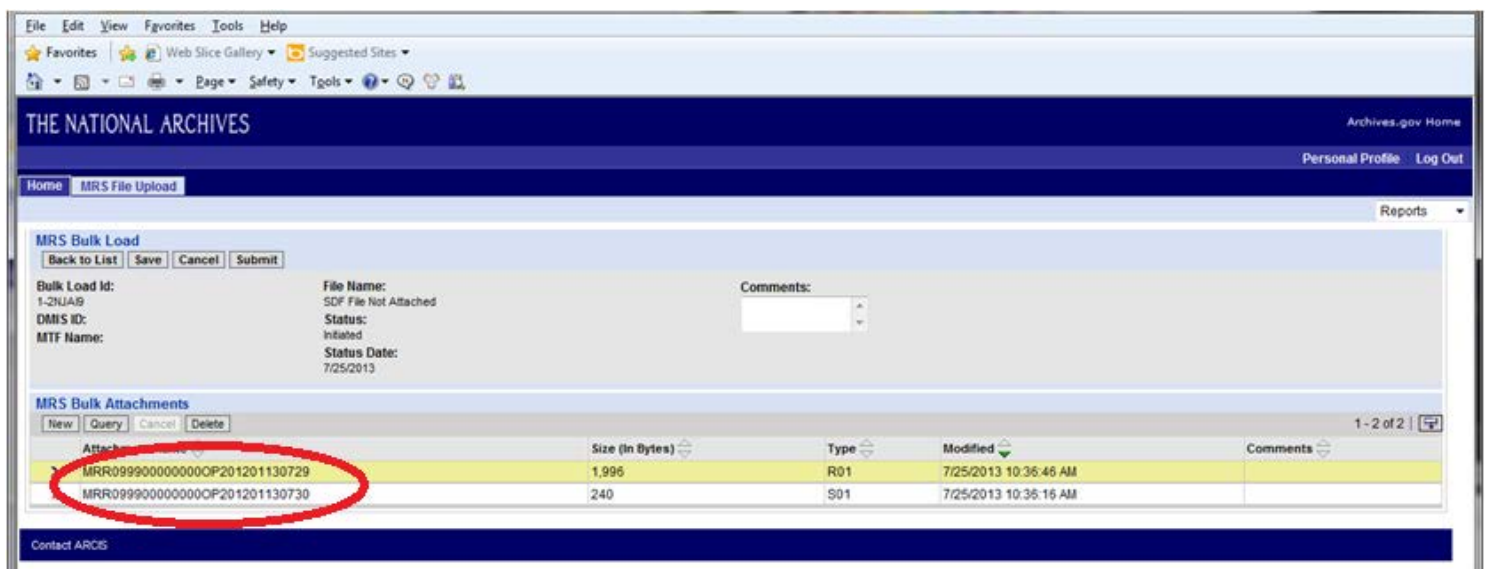 File Edit View Favorites Tools Help
Favorites Web Slice Gallery Suggested Sites
Page Safety Tools
THE NATIONAL ARCHIVES Archives.gov Home
Personal Profile Log Out
Home MRS File Upload
Reports
MRS Bulk Load
Back to List Save Cancel Submit
Bulk Load Id: File Name: Comments:
1-2NJAI9 SDF File Not Attached
DMIS ID: Status:
MTF Name: Initiated
Status Date:
7/25/2013
MRS Bulk Attachments
New Query Cancel Delete 1 - 2 of 2
Size (In Bytes) Type Modified Comments
MRR099900000000OP201201130729 1,996 R01 7/25/2013 10:36:46 AM
MRR099900000000OP201201130730 240 S01 7/25/2013 10:36:16 AM
Contact ARCIS